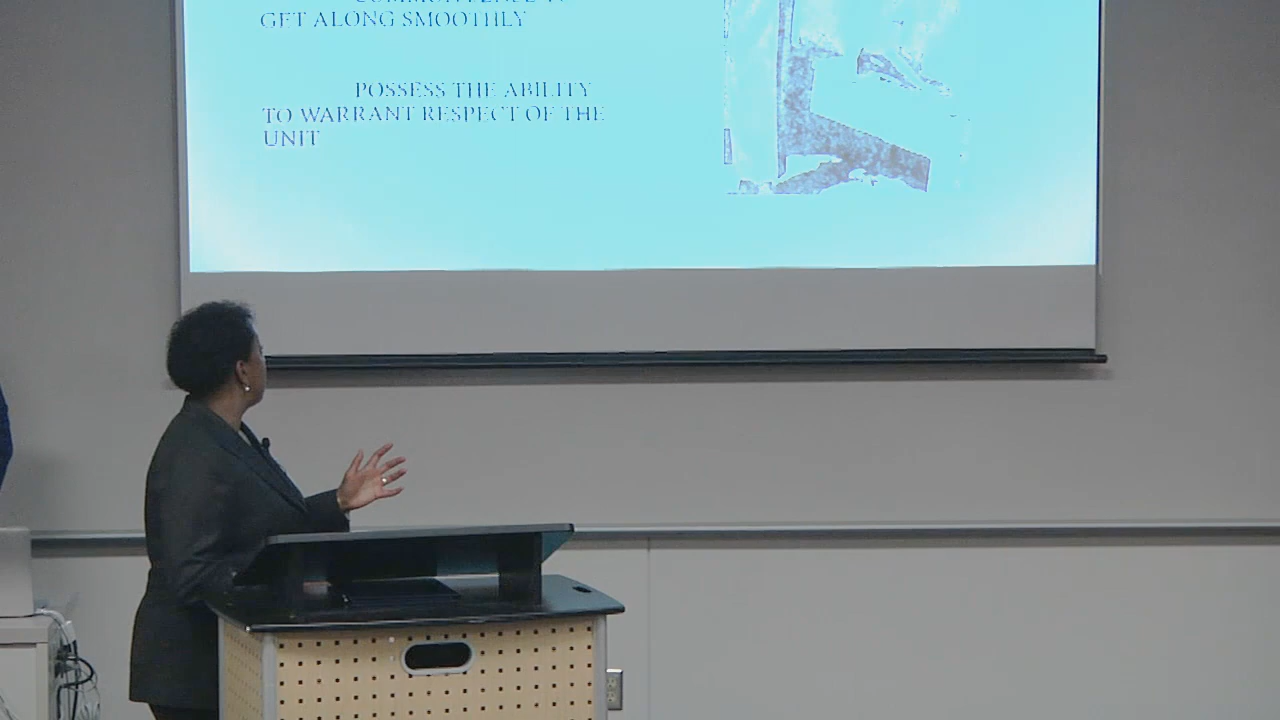 GET ALONG SMOOTHLY
POSSESS THE ABILITY
TO WARRANT RESPECT OF THE
UNIT